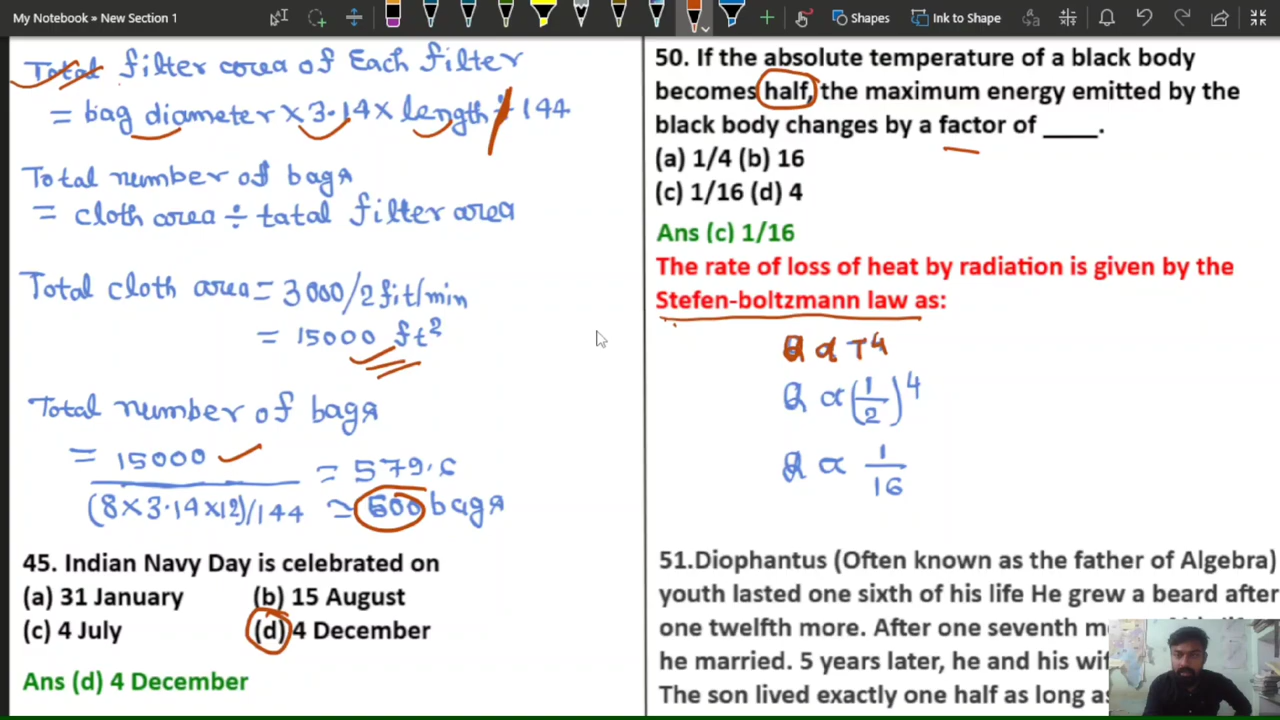 My Notebook » New Section 1
Shapes
Ink to Shape
Total filter area of Each filter
= bag diameter × 3.14 × length ÷ 144
Total number of bags
= cloth area ÷ tatal filter area
Total cloth area = 3000/2 fit/min
= 15000 ft²
Total number of bags
= 15000 = 579.6
(8×3.14×12)/144 ≃ 600 bags
45. Indian Navy Day is celebrated on
(a) 31 January (b) 15 August
(c) 4 July (d) 4 December
Ans (d) 4 December
50. If the absolute temperature of a black body
becomes half, the maximum energy emitted by the
black body changes by a factor of ____.
(a) 1/4 (b) 16
(c) 1/16 (d) 4
Ans (c) 1/16
The rate of loss of heat by radiation is given by the
Stefen-boltzmann law as:
Q ∝ T⁴
Q ∝ (1/2)⁴
Q ∝ 1/16
51.Diophantus (Often known as the father of Algebra)
youth lasted one sixth of his life He grew a beard after
one twelfth more. After one seventh
he married. 5 years later, he and his
The son lived exactly one half as long